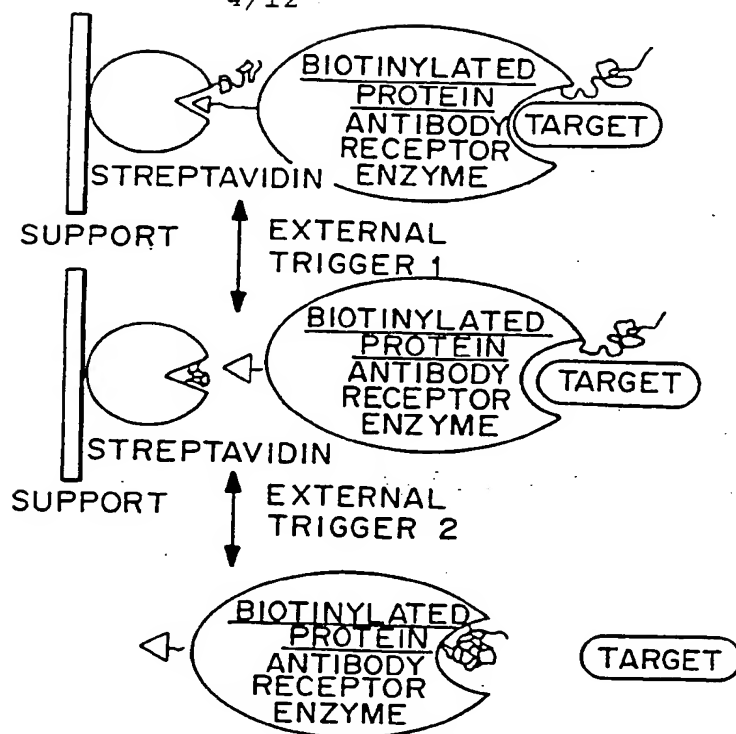 4/12
BIOTINYLATED
PROTEIN
ANTIBODY
RECEPTOR
ENZYME
TARGET
STREPTAVIDIN
SUPPORT
EXTERNAL
TRIGGER 1
BIOTINYLATED
PROTEIN
ANTIBODY
RECEPTOR
ENZYME
TARGET
STREPTAVIDIN
SUPPORT
EXTERNAL
TRIGGER 2
BIOTINYLATED
PROTEIN
ANTIBODY
RECEPTOR
ENZYME
TARGET